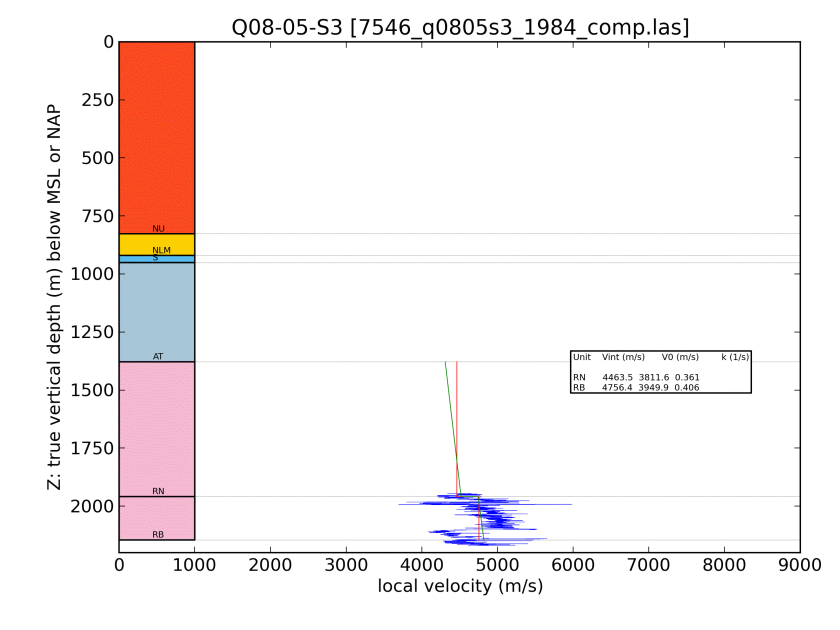 Q08-05-S3 [7546_q0805s3_1984_comp.las]
Z: true vertical depth (m) below MSL or NAP
0
250
500
750
1000
1250
1500
1750
2000
NU
NLM
S
AT
RN
RB
Unit Vint (m/s) V0 (m/s) k (1/s)
RN 4463.5 3811.6 0.361
RB 4756.4 3949.9 0.406
0 1000 2000 3000 4000 5000 6000 7000 8000 9000
local velocity (m/s)